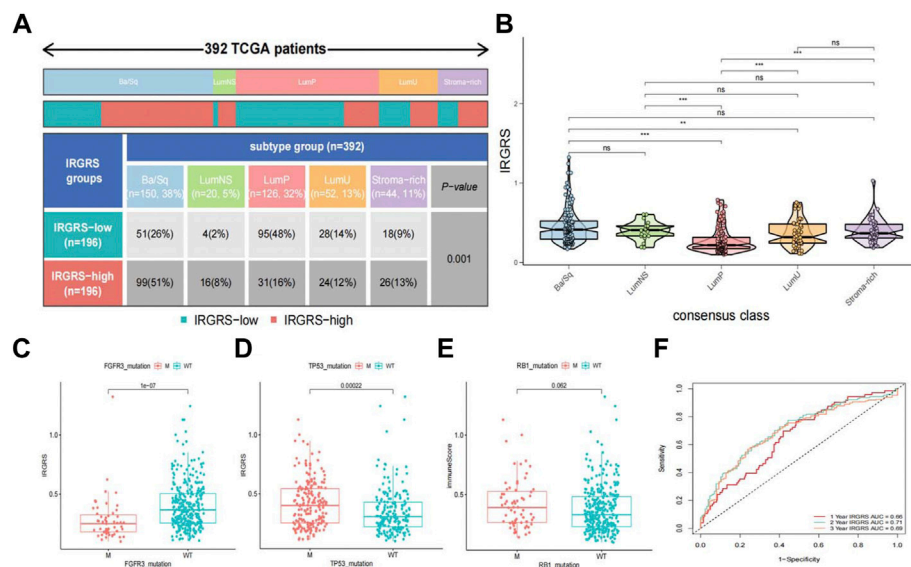 A
392 TCGA patients
Ba/Sq LumNS LumP LumU Stroma-rich
IRGRS groups
subtype group (n=392)
P-value
Ba/Sq (n=150, 38%)
LumNS (n=20, 5%)
LumP (n=126, 32%)
LumU (n=52, 13%)
Stroma-rich (n=44, 11%)
IRGRS-low (n=196)
51(26%) 4(2%) 95(48%) 28(14%) 18(9%)
0.001
IRGRS-high (n=196)
99(51%) 16(8%) 31(16%) 24(12%) 26(13%)
IRGRS-low IRGRS-high
B
ns
***
***
ns
ns
***
ns
**
***
ns
IRGRS
2
1
0
Ba/Sq LumNS LumP LumU Stroma-rich
consensus class
C
FGFR3_mutation M WT
1e-07
IRGRS
1.0
0.5
M WT
FGFR3_mutation
D
TP53_mutation M WT
0.00022
IRGRS
1.0
0.5
M WT
TP53_mutation
E
RB1_mutation M WT
0.062
immuneScore
1.0
0.5
M WT
RB1_mutation
F
Sensitivity
1.0
0.8
0.6
0.4
0.2
0.0
1 Year IRGRS AUC = 0.66
2 Year IRGRS AUC = 0.71
3 Year IRGRS AUC = 0.69
0.0 0.2 0.4 0.6 0.8 1.0
1-Specificity